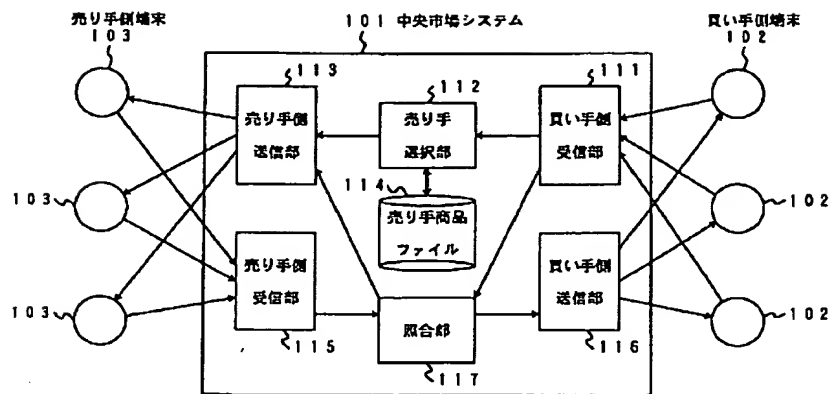 売り手側端末
103
101 中央市場システム
買い手側端末
102
113
売り手側
送信部
112
売り手
選択部
111
買い手側
受信部
114
売り手商品
ファイル
103
102
売り手側
受信部
115
照合部
117
買い手側
送信部
116
103
102